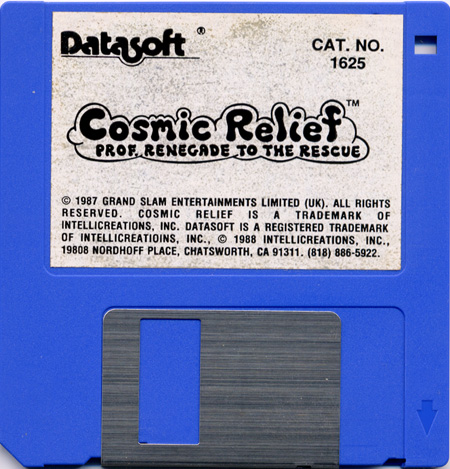 Datasoft ®
CAT. NO.
1625
Cosmic Relief™
PROF. RENEGADE TO THE RESCUE
© 1987 GRAND SLAM ENTERTAINMENTS LIMITED (UK). ALL RIGHTS
RESERVED. COSMIC RELIEF IS A TRADEMARK OF
INTELLICREATIONS, INC. DATASOFT IS A REGISTERED TRADEMARK
OF INTELLICREATIOINS, INC., © 1988 INTELLICREATIONS, INC.,
19808 NORDHOFF PLACE, CHATSWORTH, CA 91311. (818) 886-5922.